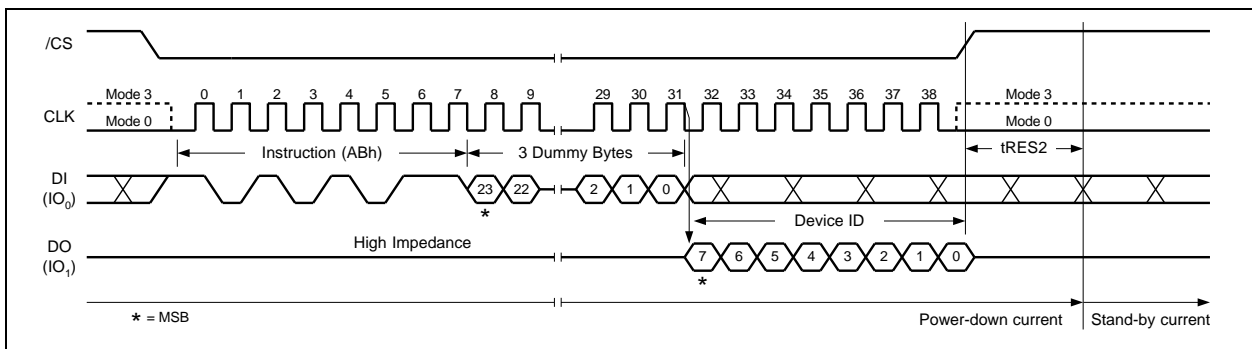 /CS
Mode 3 0 1 2 3 4 5 6 7 8 9 29 30 31 32 33 34 35 36 37 38 Mode 3
CLK Mode 0 Mode 0
Instruction (ABh) 3 Dummy Bytes tRES2
DI
(IO0)
23 22 2 1 0
*
Device ID
High Impedance
DO
(IO1)
7 6 5 4 3 2 1 0
*
* = MSB
Power-down current Stand-by current